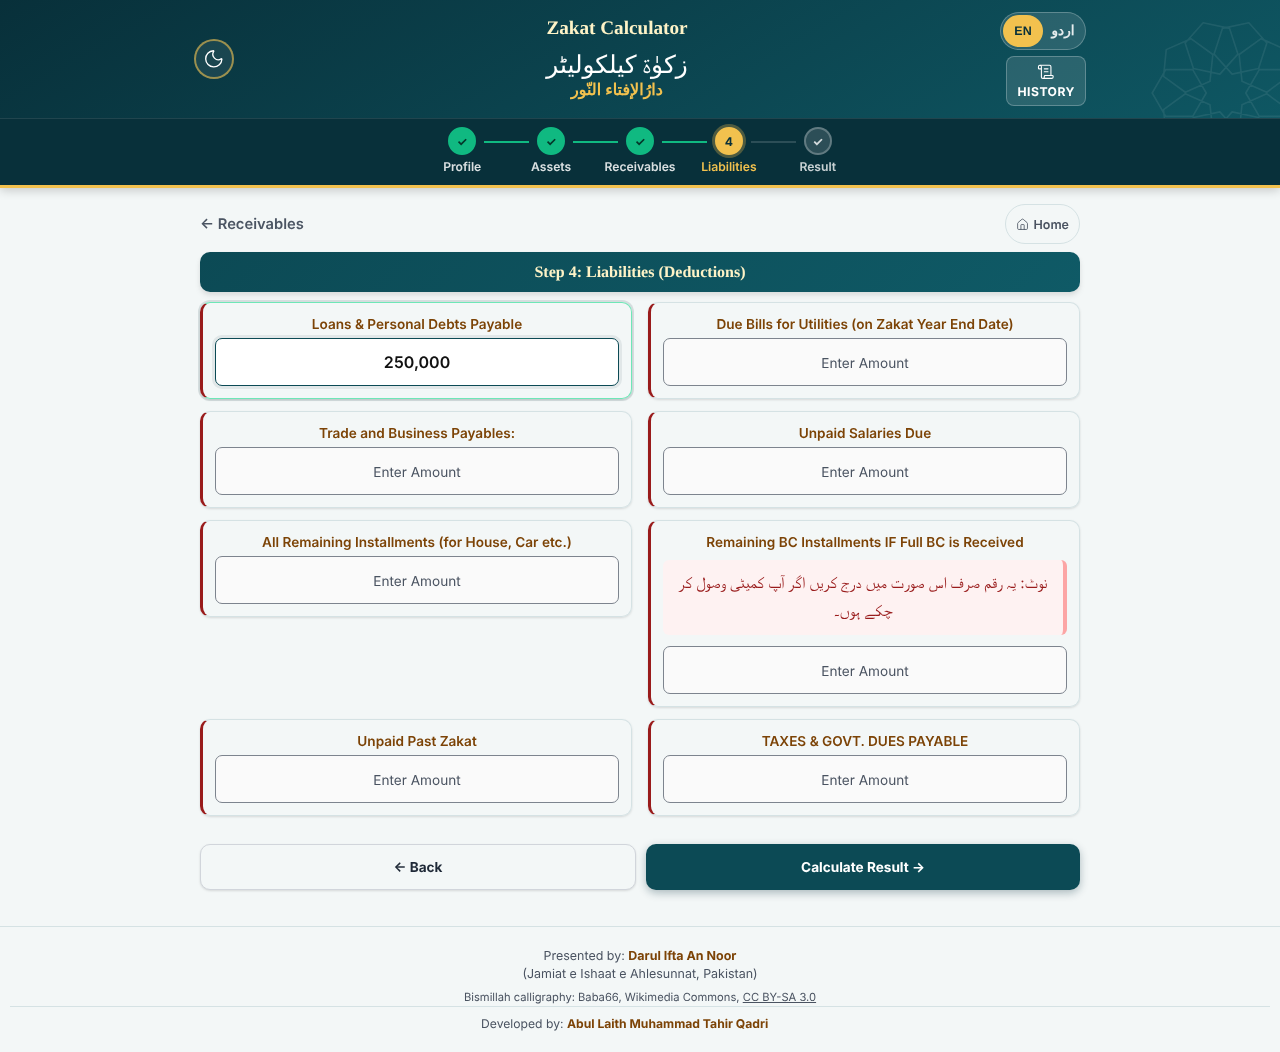 Zakat Calculator
زکوٰۃ کیلکولیٹر
دارُالإفتاء النّور
EN
اردو
HISTORY
Profile
Assets
Receivables
4
Liabilities
Result
← Receivables
Home
Step 4: Liabilities (Deductions)
Loans & Personal Debts Payable
250,000
Due Bills for Utilities (on Zakat Year End Date)
Enter Amount
Trade and Business Payables:
Enter Amount
Unpaid Salaries Due
Enter Amount
All Remaining Installments (for House, Car etc.)
Enter Amount
Remaining BC Installments IF Full BC is Received
نوٹ: یہ رقم صرف اس صورت میں درج کریں اگر آپ کمیٹی وصول کر
چکے ہوں۔
Enter Amount
Unpaid Past Zakat
Enter Amount
TAXES & GOVT. DUES PAYABLE
Enter Amount
← Back
Calculate Result →
Presented by: Darul Ifta An Noor
(Jamiat e Ishaat e Ahlesunnat, Pakistan)
Bismillah calligraphy: Baba66, Wikimedia Commons, CC BY-SA 3.0
Developed by: Abul Laith Muhammad Tahir Qadri